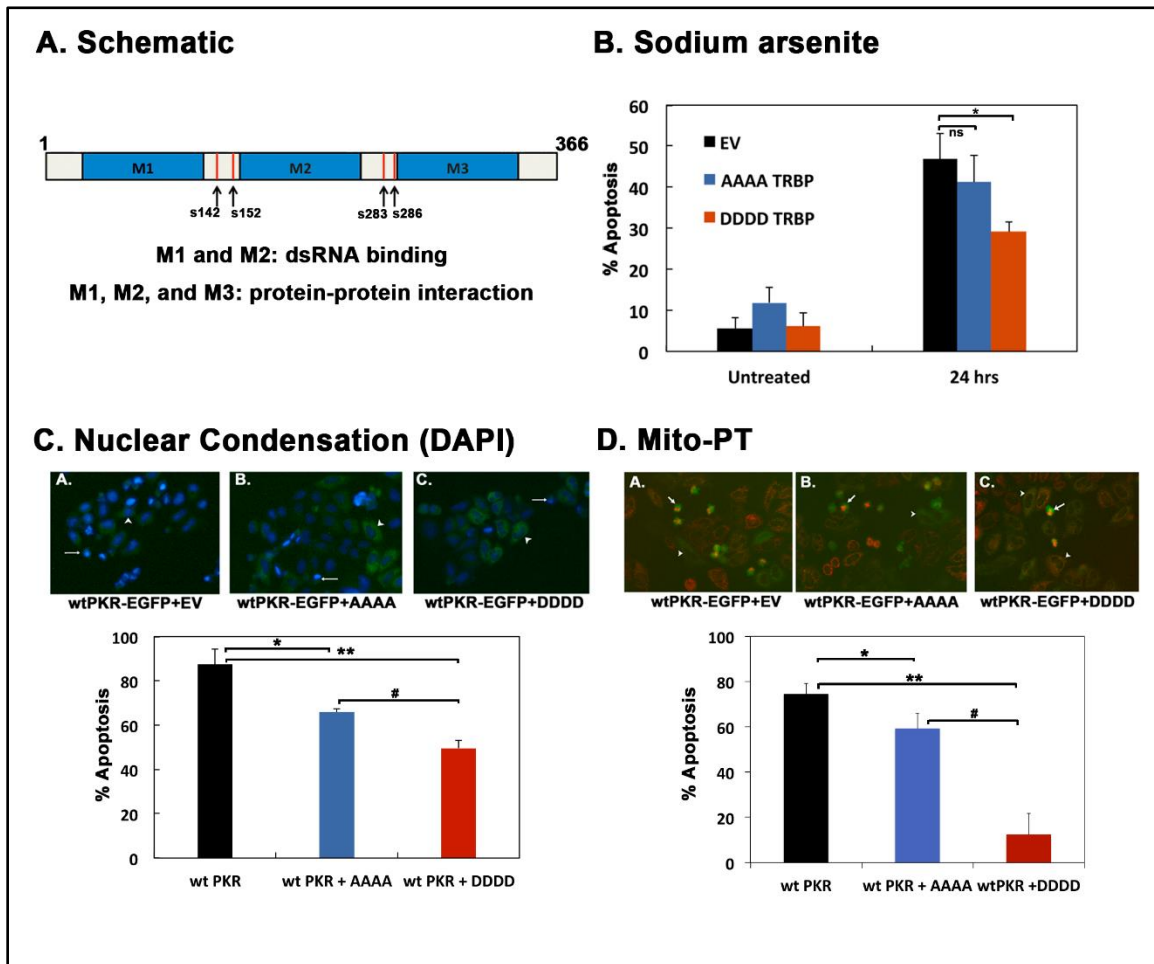 A. Schematic
1
366
M1
M2
M3
s142
s152
s283
s286
M1 and M2: dsRNA binding
M1, M2, and M3: protein-protein interaction
B. Sodium arsenite
% Apoptosis
60
50
40
30
20
10
0
EV
AAAA TRBP
DDDD TRBP
*
ns
Untreated
24 hrs
C. Nuclear Condensation (DAPI)
A.
B.
C.
wtPKR-EGFP+EV
wtPKR-EGFP+AAAA
wtPKR-EGFP+DDDD
% Apoptosis
100
80
60
40
20
0
*
**
#
wt PKR
wt PKR + AAAA
wt PKR + DDDD
D. Mito-PT
A.
B.
C.
wtPKR-EGFP+EV
wtPKR-EGFP+AAAA
wtPKR-EGFP+DDDD
% Apoptosis
100
80
60
40
20
0
*
**
#
wt PKR
wt PKR + AAAA
wtPKR +DDDD